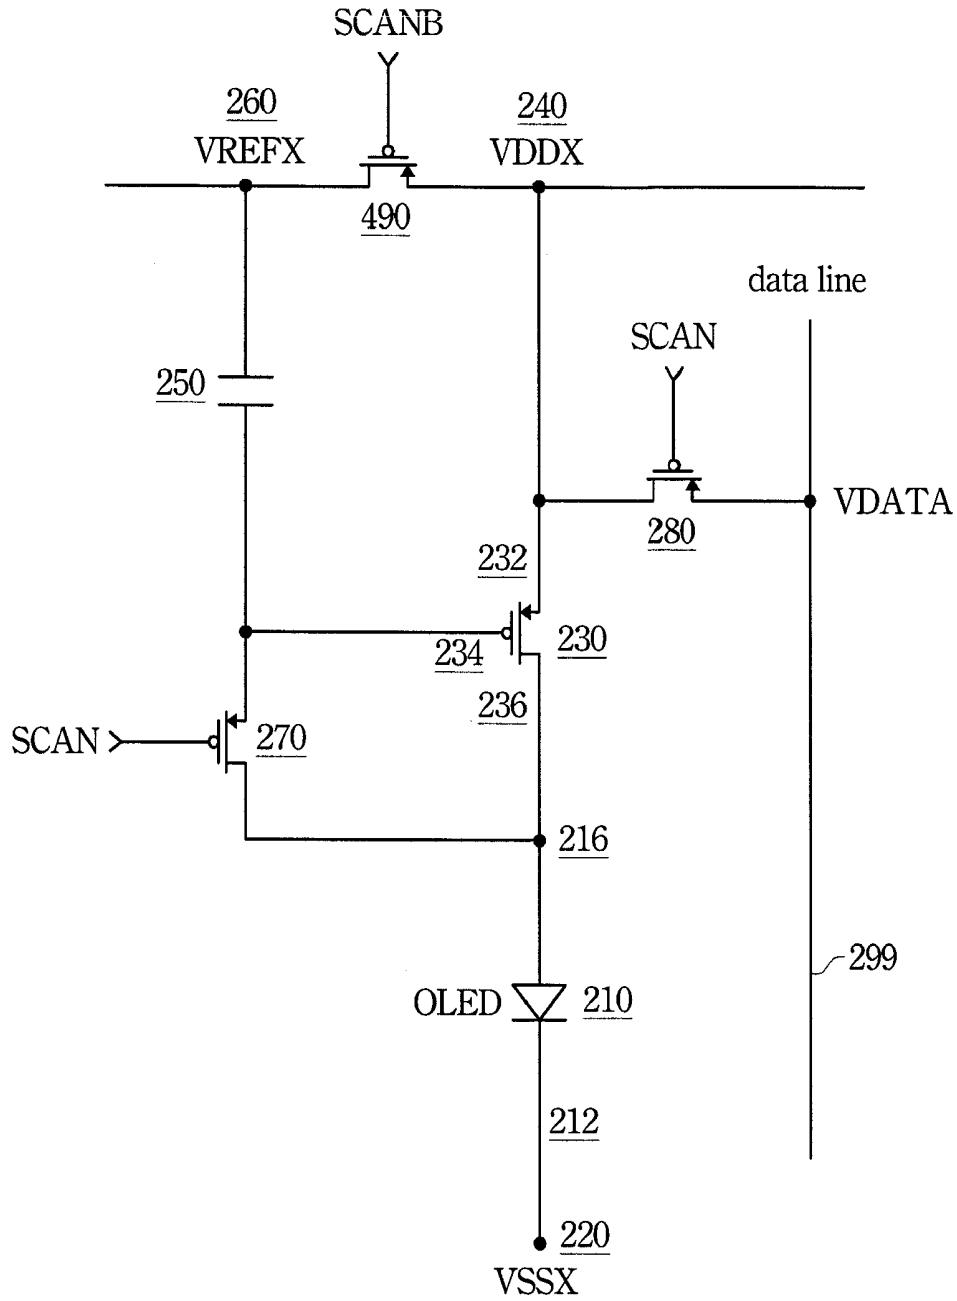 SCANB
260
VREFX
240
VDDX
490
data line
SCAN
250
VDATA
280
232
234
230
236
SCAN
270
216
299
OLED
210
212
220
VSSX